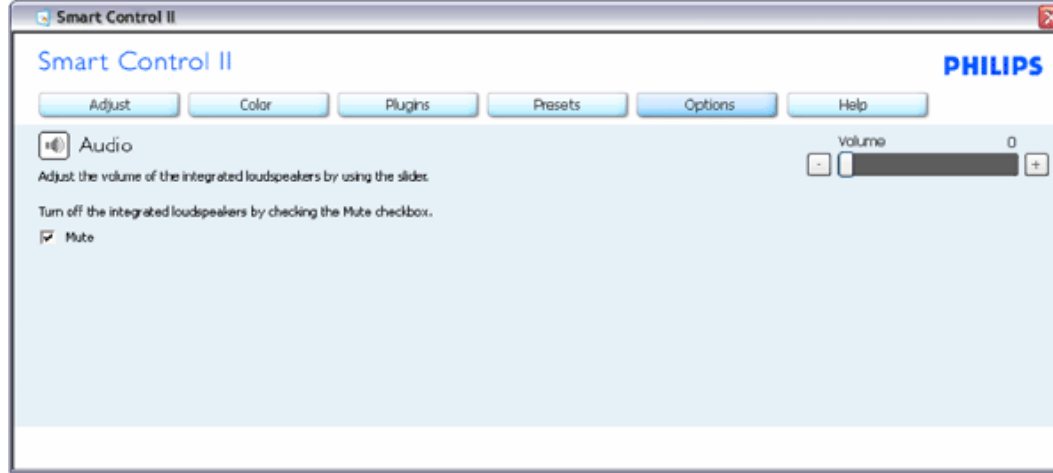 Smart Control II
Smart Control II
PHILIPS
Adjust Color Plugins Presets Options Help
Audio
Volume 0
- +
Adjust the volume of the integrated loudspeakers by using the slider.
Turn off the integrated loudspeakers by checking the Mute checkbox.
Mute